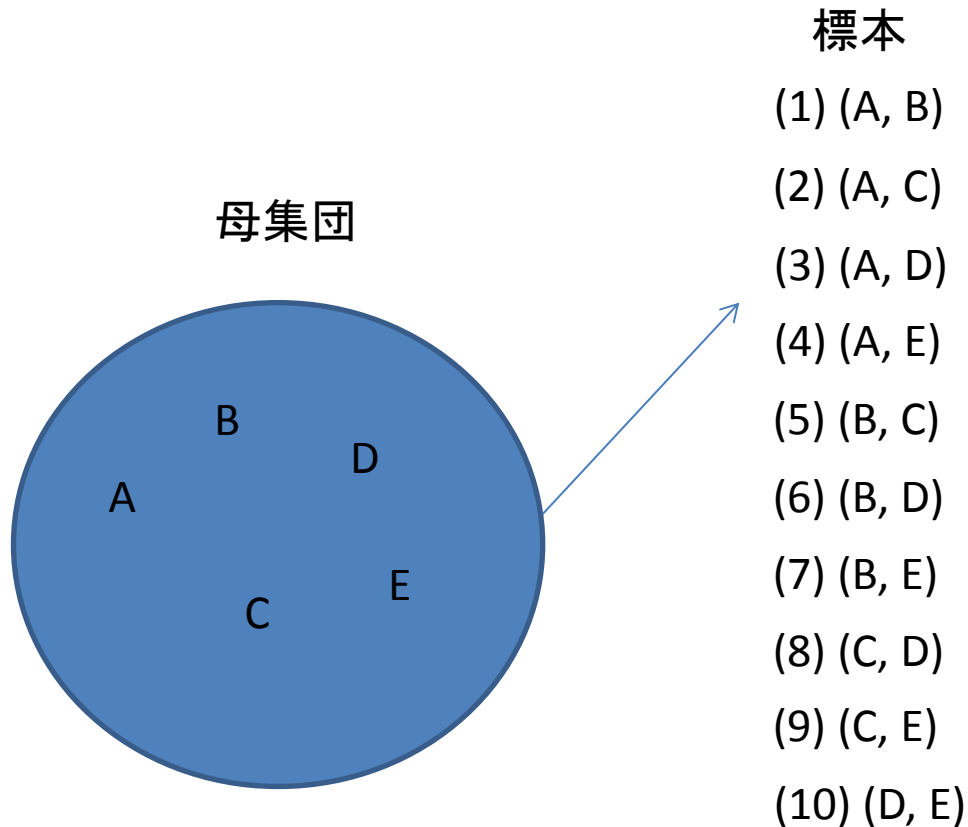 母集団
B
D
A
E
C
標本
(1) (A, B)
(2) (A, C)
(3) (A, D)
(4) (A, E)
(5) (B, C)
(6) (B, D)
(7) (B, E)
(8) (C, D)
(9) (C, E)
(10) (D, E)